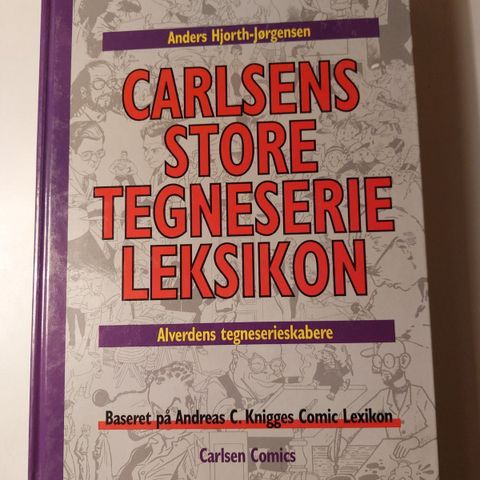 Anders Hjorth-Jørgensen
CARLSENS
STORE
TEGNESERIE
LEKSIKON
Alverdens tegneserieskabere
Baseret på Andreas C. Knigges Comic Lexikon
Carlsen Comics